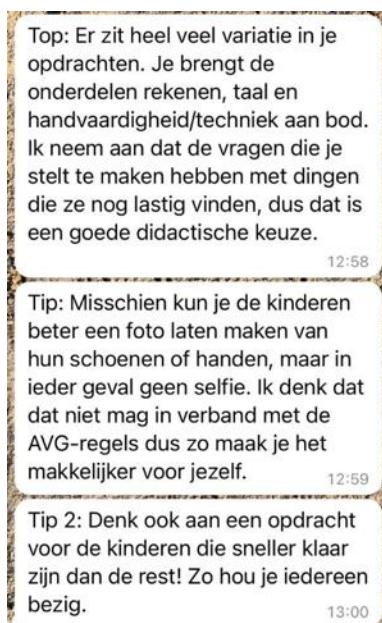 Top: Er zit heel veel variatie in je
opdrachten. Je brengt de
onderdelen rekenen, taal en
handvaardigheid/techniek aan bod.
Ik neem aan dat de vragen die je
stelt te maken hebben met dingen
die ze nog lastig vinden, dus dat is
een goede didactische keuze.
12:58
Tip: Misschien kun je de kinderen
beter een foto laten maken van
hun schoenen of handen, maar in
ieder geval geen selfie. Ik denk dat
dat niet mag in verband met de
AVG-regels dus zo maak je het
makkelijker voor jezelf.
12:59
Tip 2: Denk ook aan een opdracht
voor de kinderen die sneller klaar
zijn dan de rest! Zo hou je iedereen
bezig.
13:00